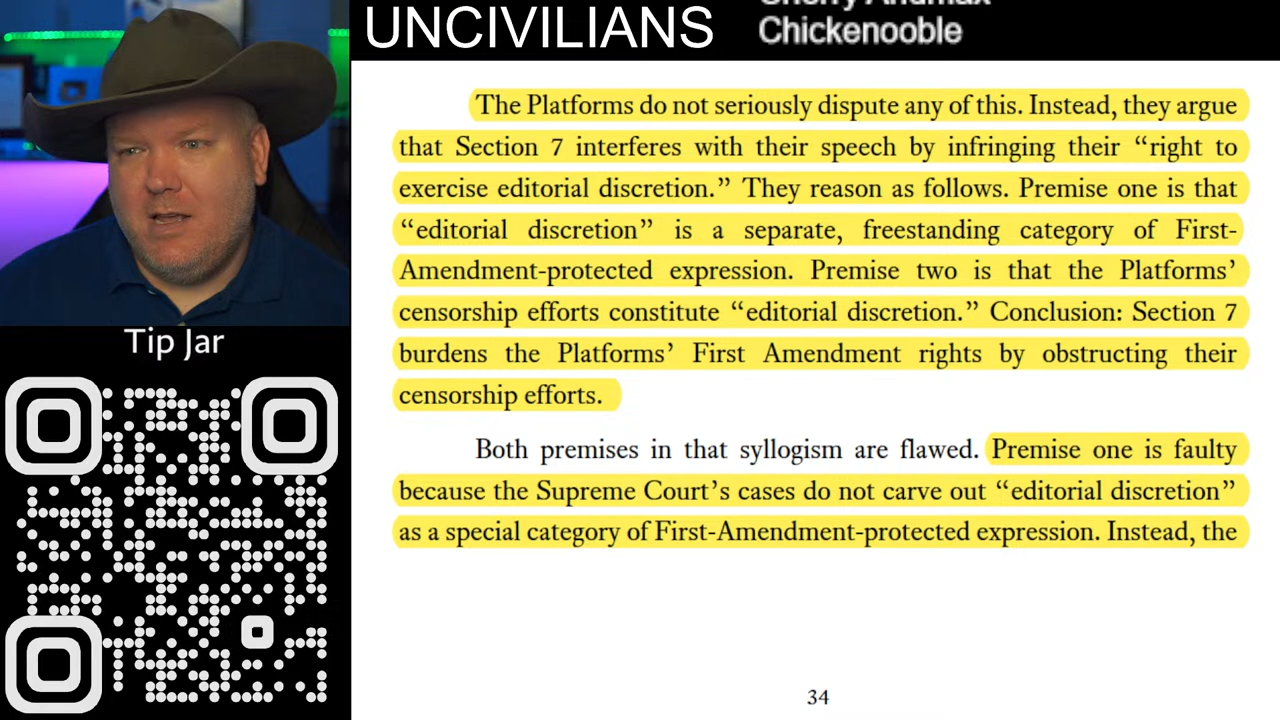 UNCIVILIANS
Chickenooble
The Platforms do not seriously dispute any of this. Instead, they argue
that Section 7 interferes with their speech by infringing their “right to
exercise editorial discretion.” They reason as follows. Premise one is that
“editorial discretion” is a separate, freestanding category of First-
Amendment-protected expression. Premise two is that the Platforms’
censorship efforts constitute “editorial discretion.” Conclusion: Section 7
burdens the Platforms’ First Amendment rights by obstructing their
censorship efforts.
Both premises in that syllogism are flawed. Premise one is faulty
because the Supreme Court’s cases do not carve out “editorial discretion”
as a special category of First-Amendment-protected expression. Instead, the
34
Tip Jar